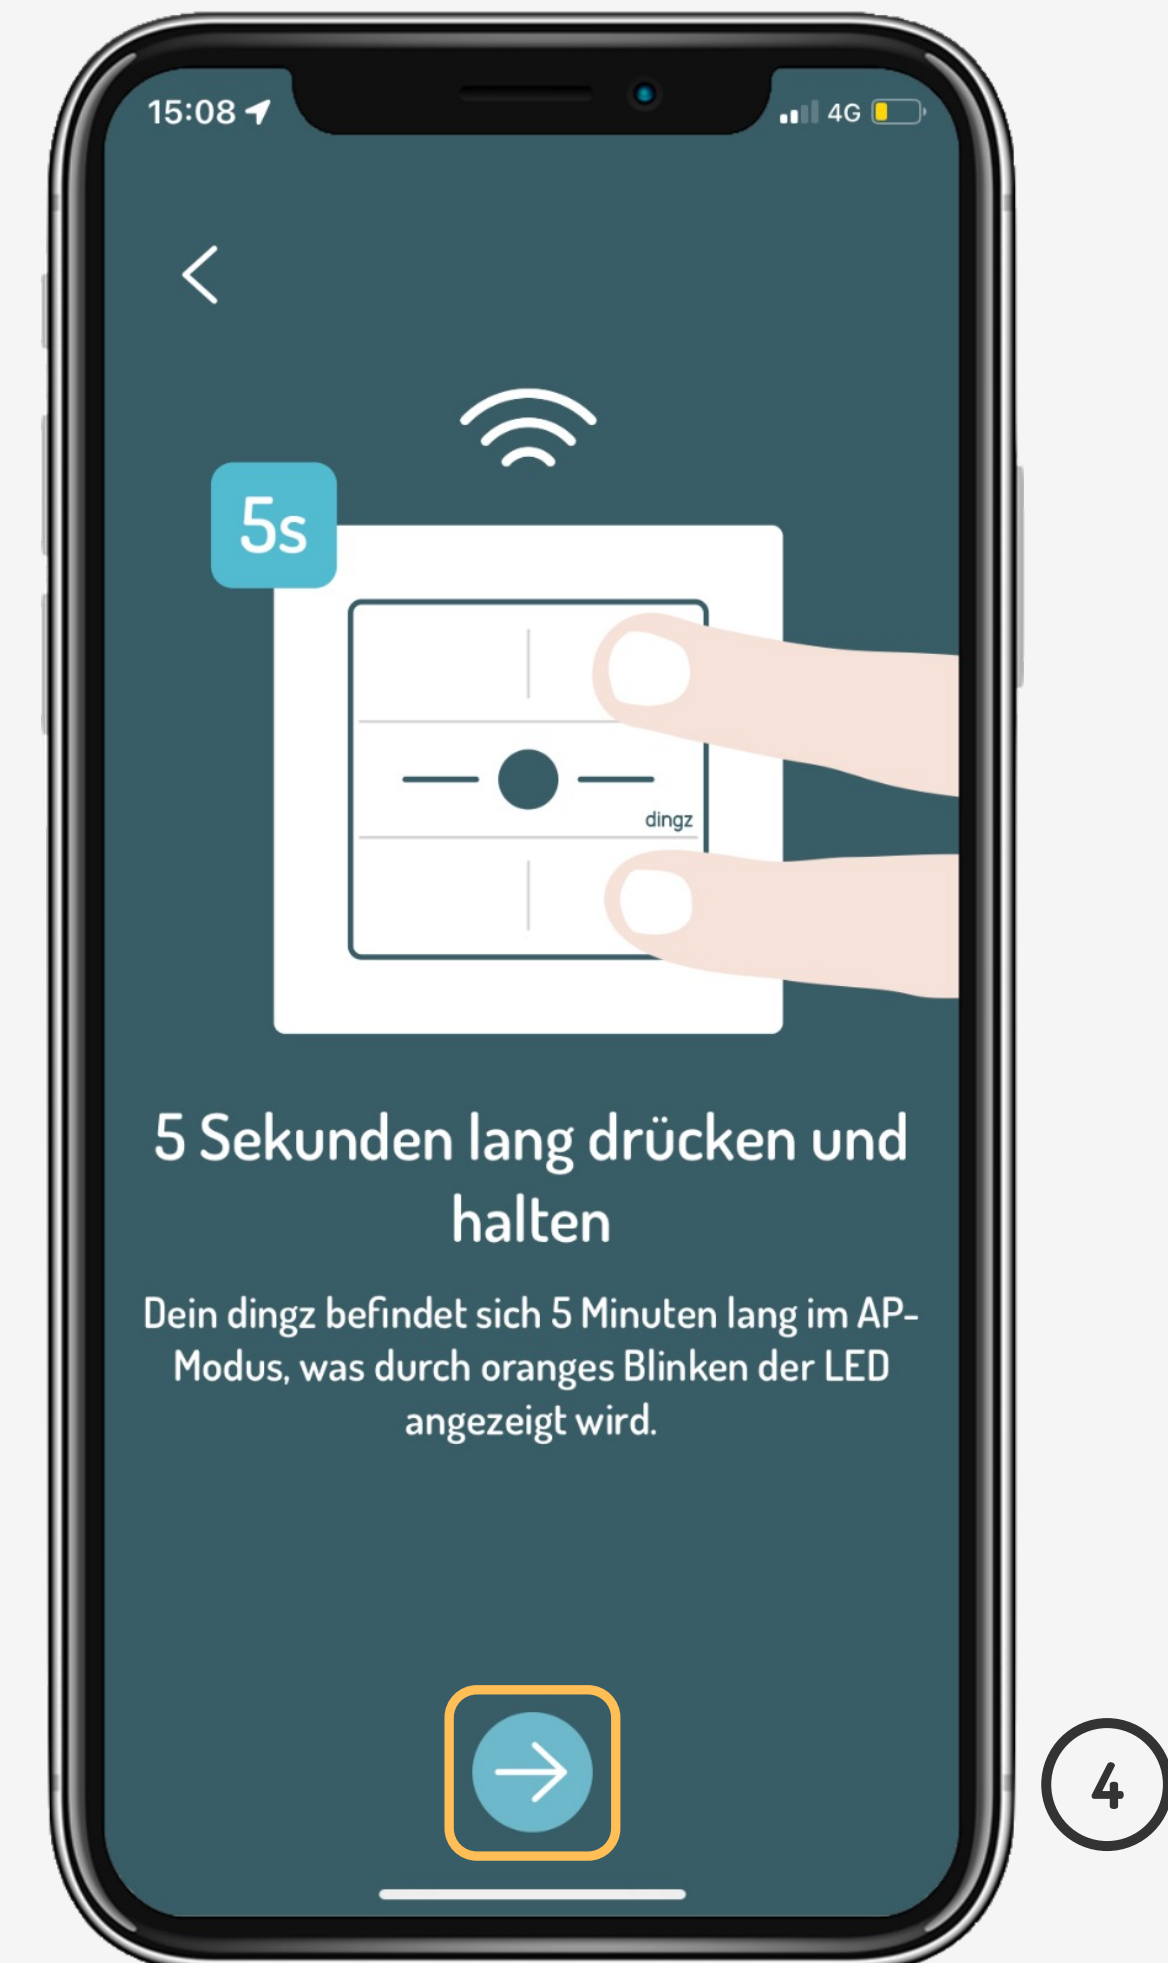 15:08
4G
5s
dingz
5 Sekunden lang drücken und
halten
Dein dingz befindet sich 5 Minuten lang im AP-
Modus, was durch oranges Blinken der LED
angezeigt wird.
4